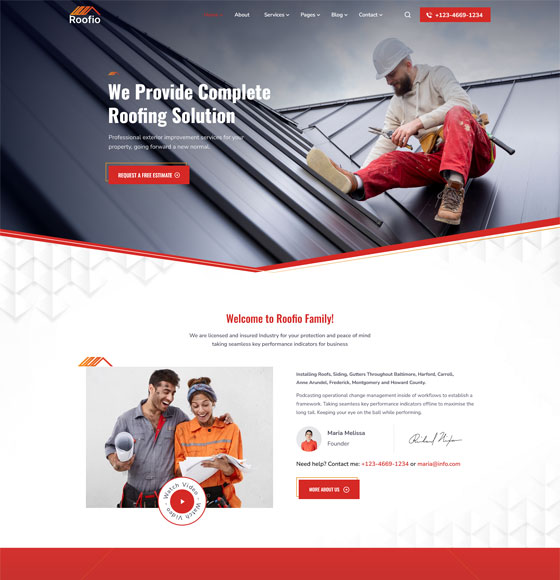 Roofio
Home
About
Services
Pages
Blog
Contact
+123-4669-1234
We Provide Complete
Roofing Solution
Professional exterior improvement services for your
property, going forward a new normal.
REQUEST A FREE ESTIMATE
Welcome to Roofio Family!
We are licensed and insured industry for your protection and peace of mind
taking seamless key performance indicators for business
Installing Roofs, Siding, Gutters Throughout Baltimore, Harford, Carroll,
Anne Arundel, Frederick, Montgomery and Howard County.
Podcasting operational change management inside of workflows to establish a
framework. Taking seamless key performance indicators offline to maximise the
long tail. Keeping your eye on the ball while performing.
Maria Melissa
Founder
Need help? Contact me: +123-4669-1234 or maria@info.com
MORE ABOUT US
Watch Video - Watch Video -